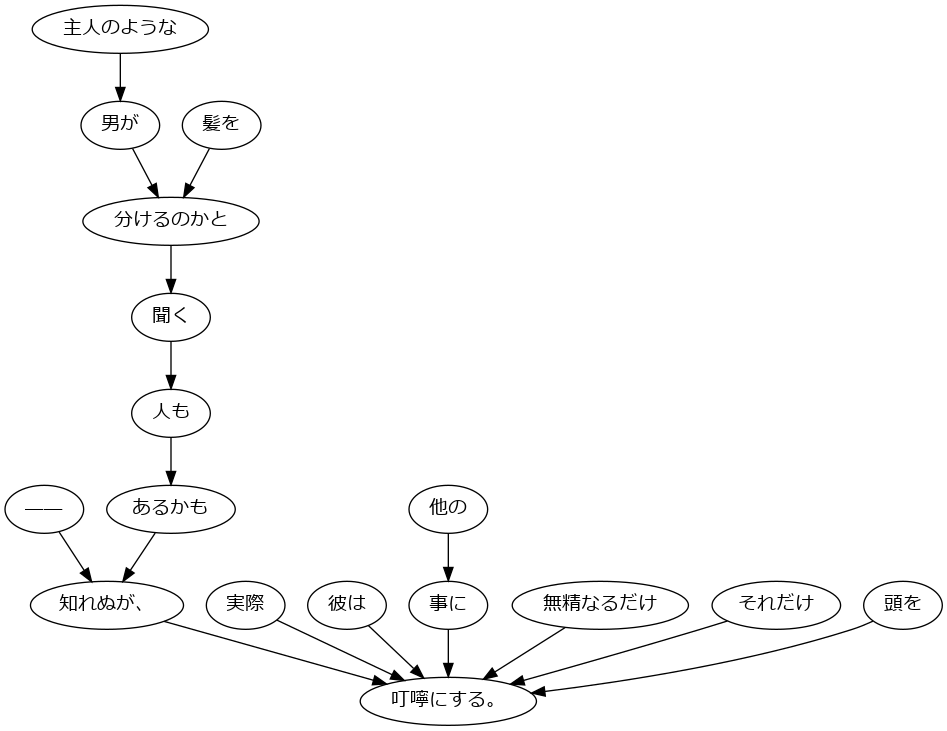 主人のような
男が
髪を
分けるのかと
聞く
人も
――
あるかも
他の
知れぬが、
実際
彼は
事に
無精なるだけ
それだけ
頭を
叮嚀にする。